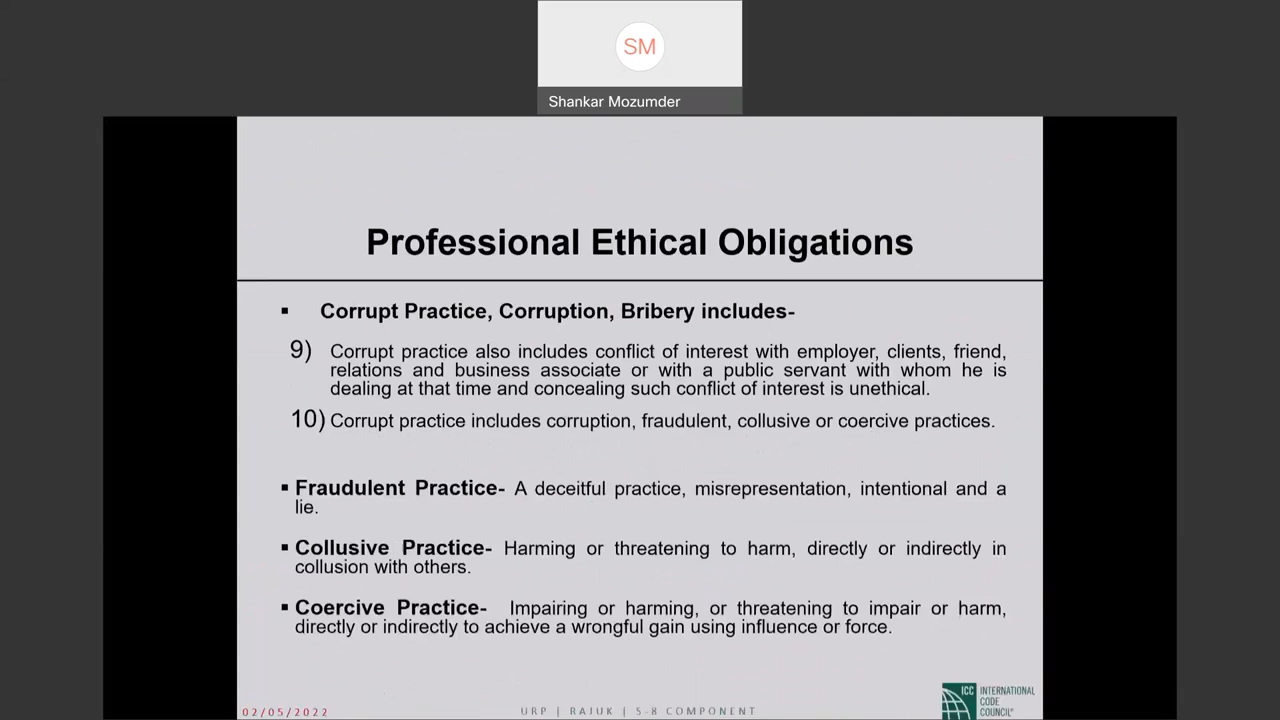 SM
Shankar Mozumder
Professional Ethical Obligations
▪ Corrupt Practice, Corruption, Bribery includes-
9) Corrupt practice also includes conflict of interest with employer, clients, friend,
relations and business associate or with a public servant with whom he is
dealing at that time and concealing such conflict of interest is unethical.
10) Corrupt practice includes corruption, fraudulent, collusive or coercive practices.
▪ Fraudulent Practice- A deceitful practice, misrepresentation, intentional and a
lie.
▪ Collusive Practice- Harming or threatening to harm, directly or indirectly in
collusion with others.
▪ Coercive Practice- Impairing or harming, or threatening to impair or harm,
directly or indirectly to achieve a wrongful gain using influence or force.
02/05/2022
URP | RAJUK | S-8 COMPONENT
ICC
INTERNATIONAL
CODE
COUNCIL®